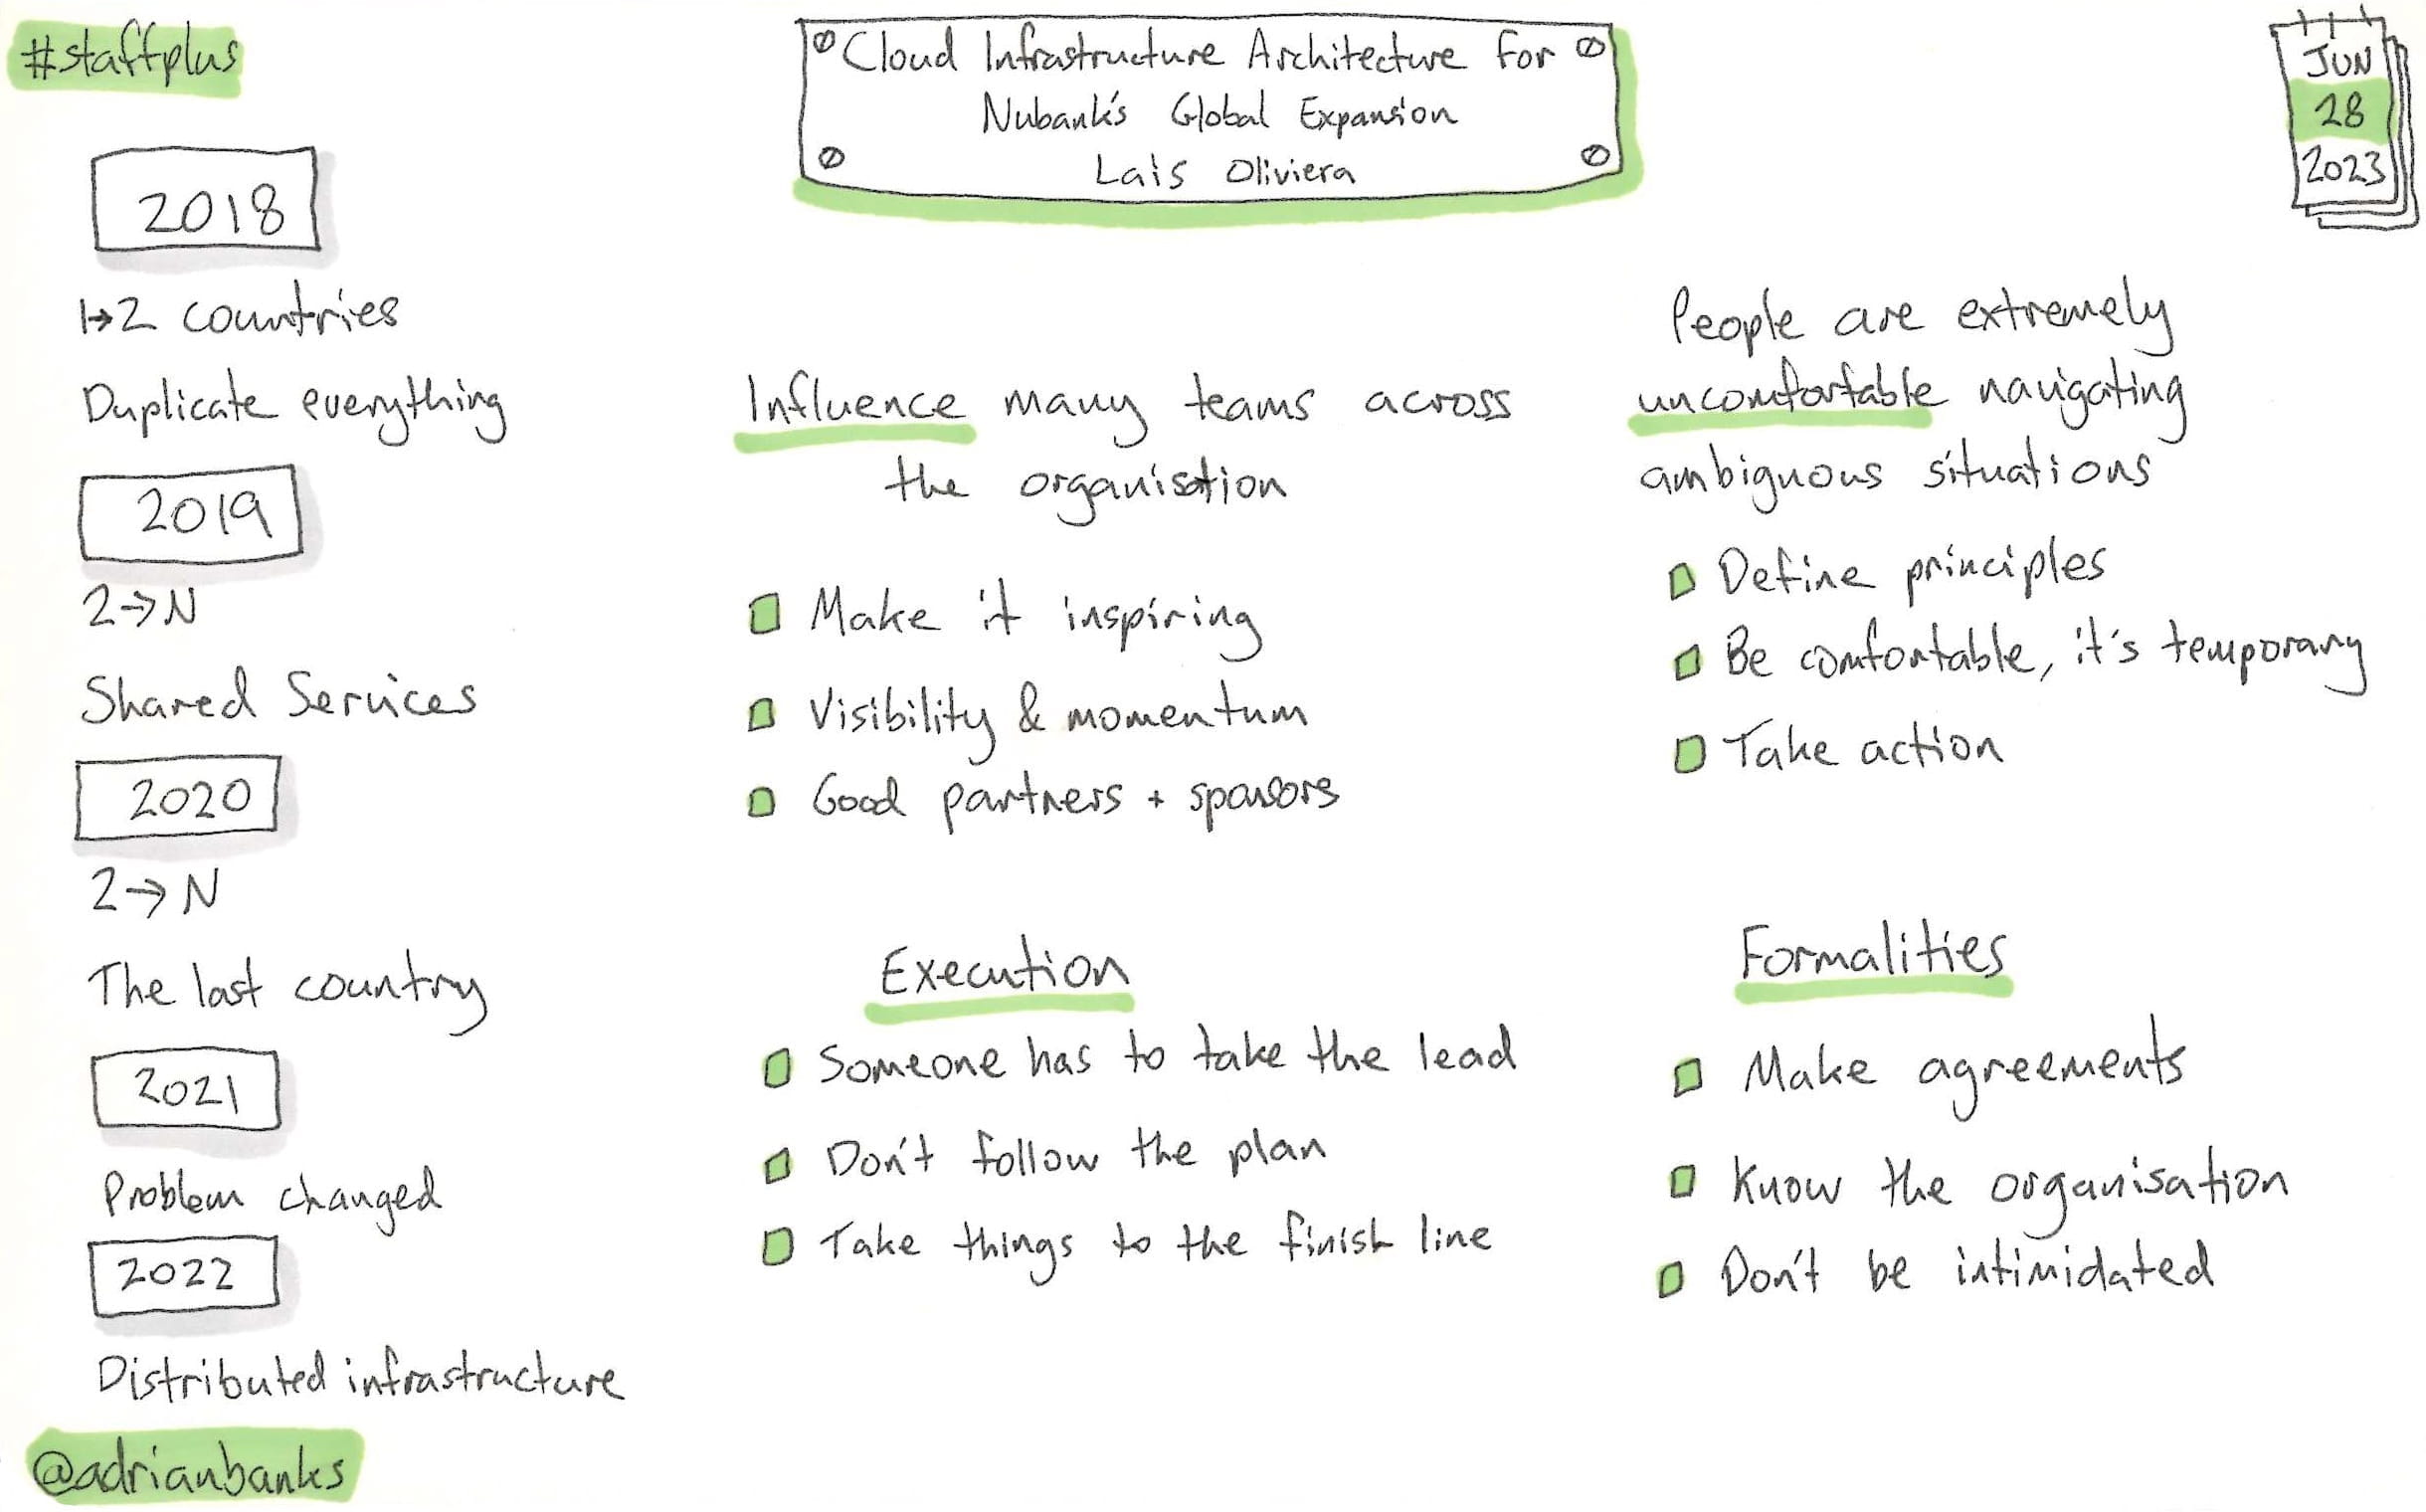 #staffplus
Cloud Infrastructure Architecture for
Nubank's Global Expansion
Lais Oliviera
JUN
28
2023
2018
1→2 countries
Duplicate everything
2019
2→N
Shared Services
2020
2→N
The last country
2021
Problem changed
2022
Distributed infrastructure
@adrianbanks
Influence many teams across
the organisation
Make it inspiring
Visibility & momentum
Good partners + sponsors
Execution
Someone has to take the lead
Don't follow the plan
Take things to the finish line
People are extremely
uncomfortable navigating
ambiguous situations
Define principles
Be comfortable, it's temporary
Take action
Formalities
Make agreements
Know the organisation
Don't be intimidated